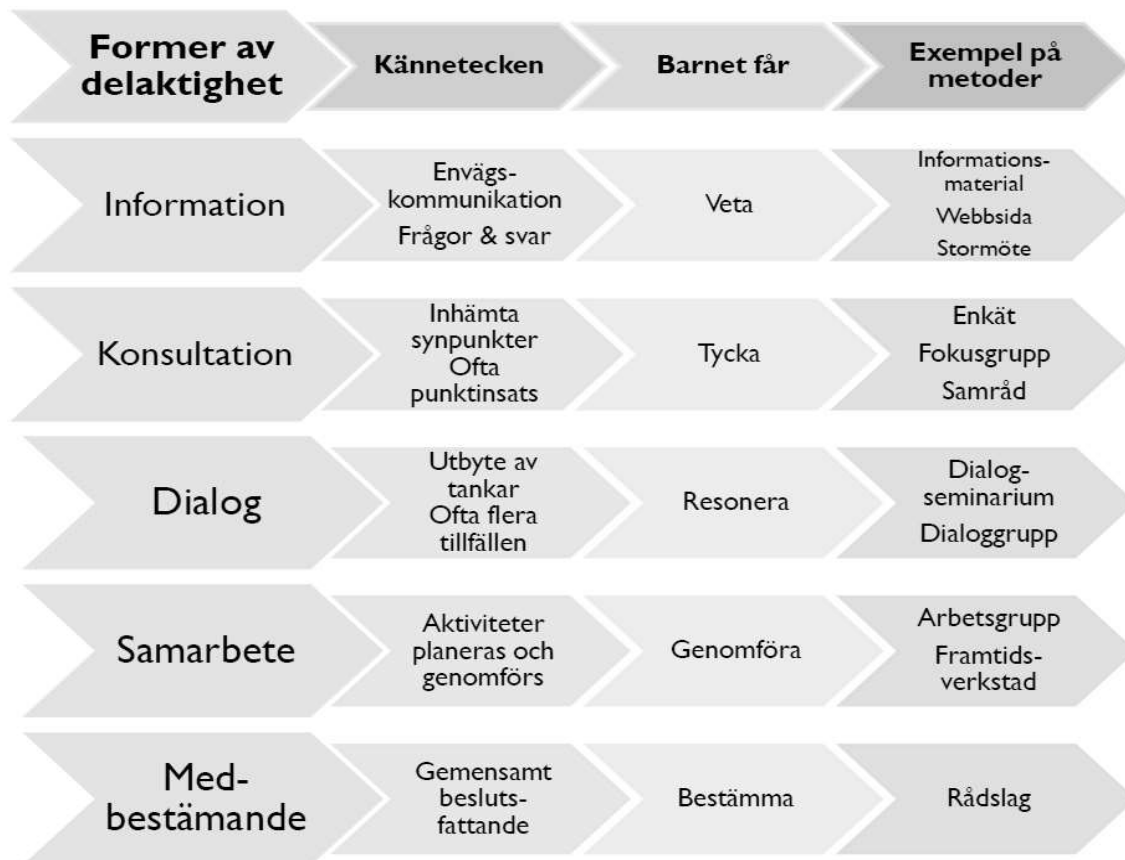 Former av
delaktighet
Kännetecken
Barnet får
Exempel på
metoder
Information
Envägs-
kommunikation
Frågor & svar
Veta
Informations-
material
Webbsida
Stormöte
Konsultation
Inhämta
synpunkter
Ofta
punktinsats
Tycka
Enkät
Fokusgrupp
Samråd
Dialog
Utbyte av
tankar
Ofta flera
tillfällen
Resonera
Dialog-
seminarium
Dialoggrupp
Samarbete
Aktiviteter
planeras och
genomförs
Genomföra
Arbetsgrupp
Framtids-
verkstad
Med-
bestämande
Gemensamt
besluts-
fattande
Bestämma
Rådslag